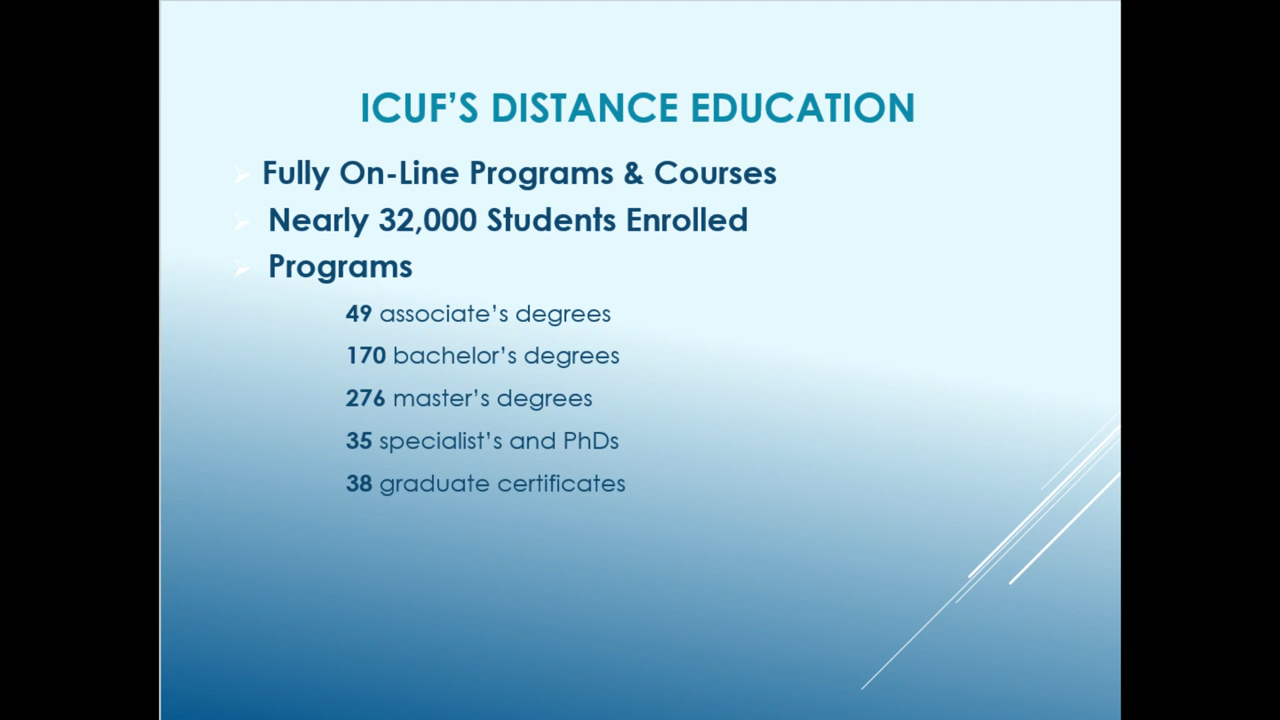 ICUF'S DISTANCE EDUCATION
Fully On-Line Programs & Courses
Nearly 32,000 Students Enrolled
Programs
49 associate's degrees
170 bachelor's degrees
276 master's degrees
35 specialist's and PhDs
38 graduate certificates